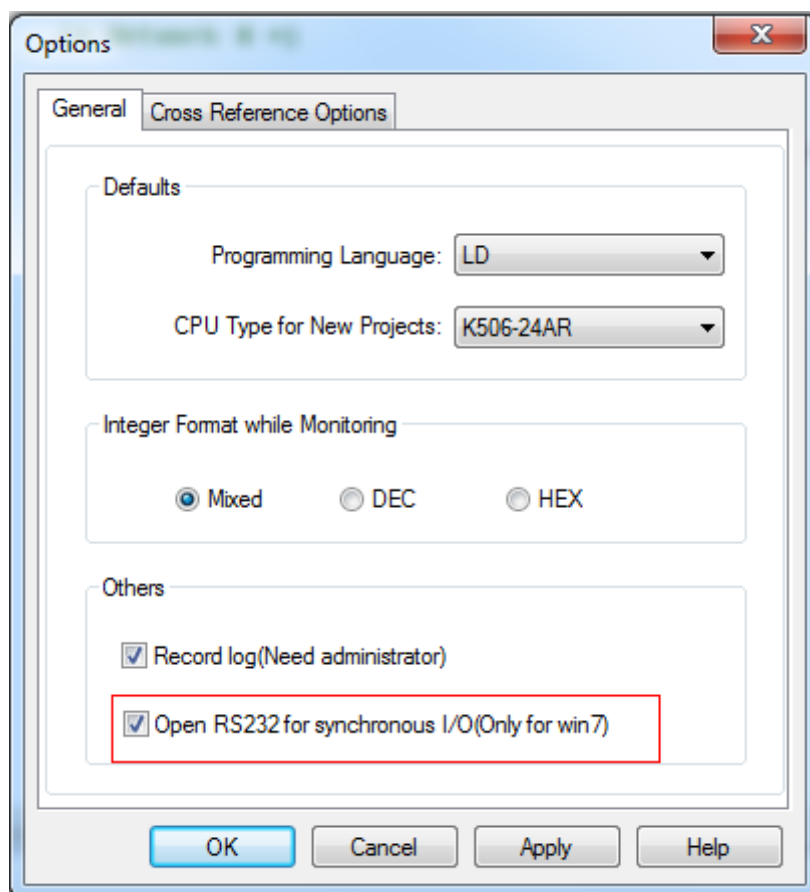 Options
General
Cross Reference Options
Defaults
Programming Language: LD
CPU Type for New Projects: K506-24AR
Integer Format while Monitoring
Mixed DEC HEX
Others
Record log(Need administrator)
Open RS232 for synchronous I/O(Only for win7)
OK Cancel Apply Help